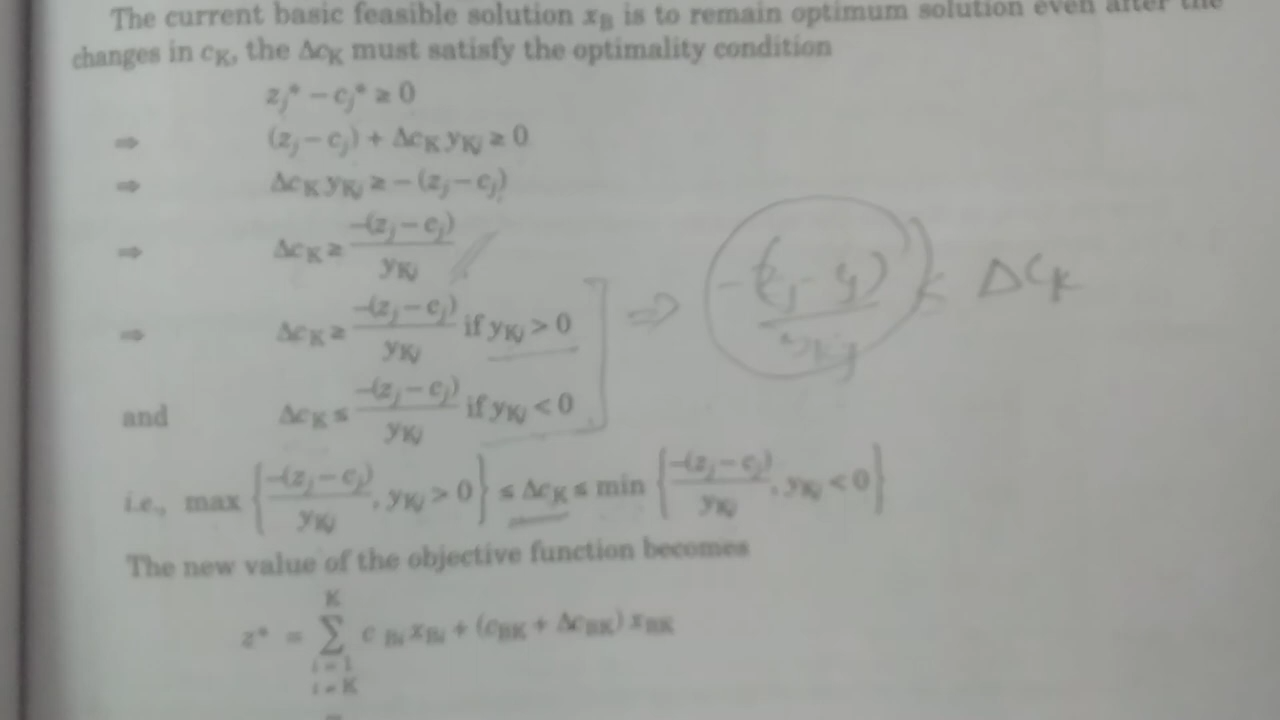 The current basic feasible solution x_B is to remain optimum solution even after the
changes in c_K, the Δc_K must satisfy the optimality condition
z_j* − c_j* ≥ 0
⇒ (z_j − c_j) + Δc_K y_Kj ≥ 0
⇒ Δc_K y_Kj ≥ − (z_j − c_j)
⇒ Δc_K ≥ −(z_j − c_j) / y_Kj
⇒ Δc_K ≥ −(z_j − c_j) / y_Kj if y_Kj > 0
⇒ −(z_j − c_j) / y_Kj ≤ Δc_K
and Δc_K ≤ −(z_j − c_j) / y_Kj if y_Kj < 0
i.e., max { −(z_j − c_j) / y_Kj , y_Kj > 0 } ≤ Δc_K ≤ min { −(z_j − c_j) / y_Kj , y_Kj < 0 }
The new value of the objective function becomes
K
z* = Σ c_Bi x_Bi + (c_BK + Δc_BK) x_BK
i = 1